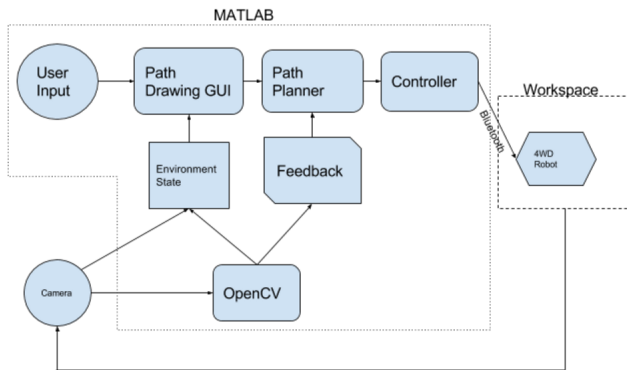 MATLAB
User
Input
Path
Drawing GUI
Path
Planner
Controller
Workspace
Bluetooth
4WD
Robot
Environment
State
Feedback
Camera
OpenCV